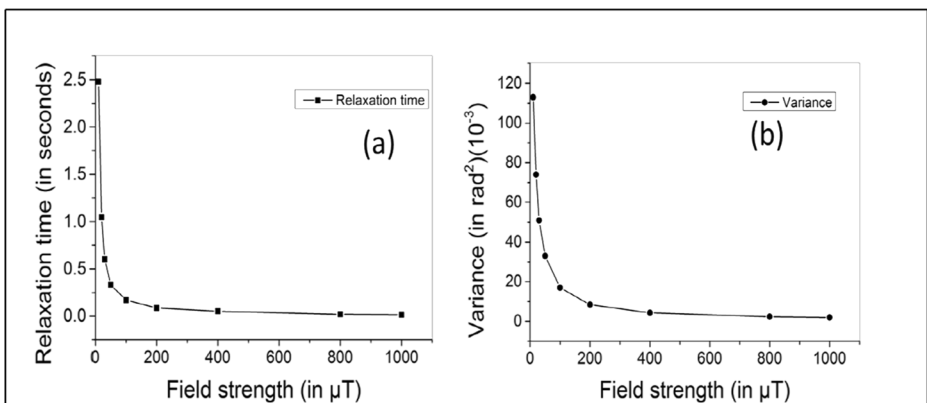 Relaxation time (in seconds)
2.5
2.0
1.5
1.0
0.5
0.0
0 200 400 600 800 1000
Field strength (in μT)
Relaxation time
(a)
Variance (in rad²)(10⁻³)
120
100
80
60
40
20
0
0 200 400 600 800 1000
Field strength (in μT)
Variance
(b)